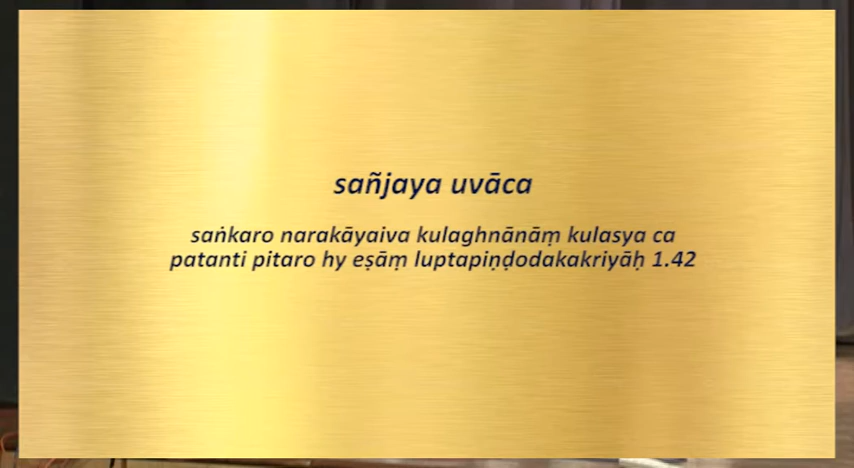 sañjaya uvāca
saṅkaro narakāyaiva kulaghnānāṃ kulasya ca
patanti pitaro hy eṣāṃ luptapiṇḍodakakriyāḥ 1.42